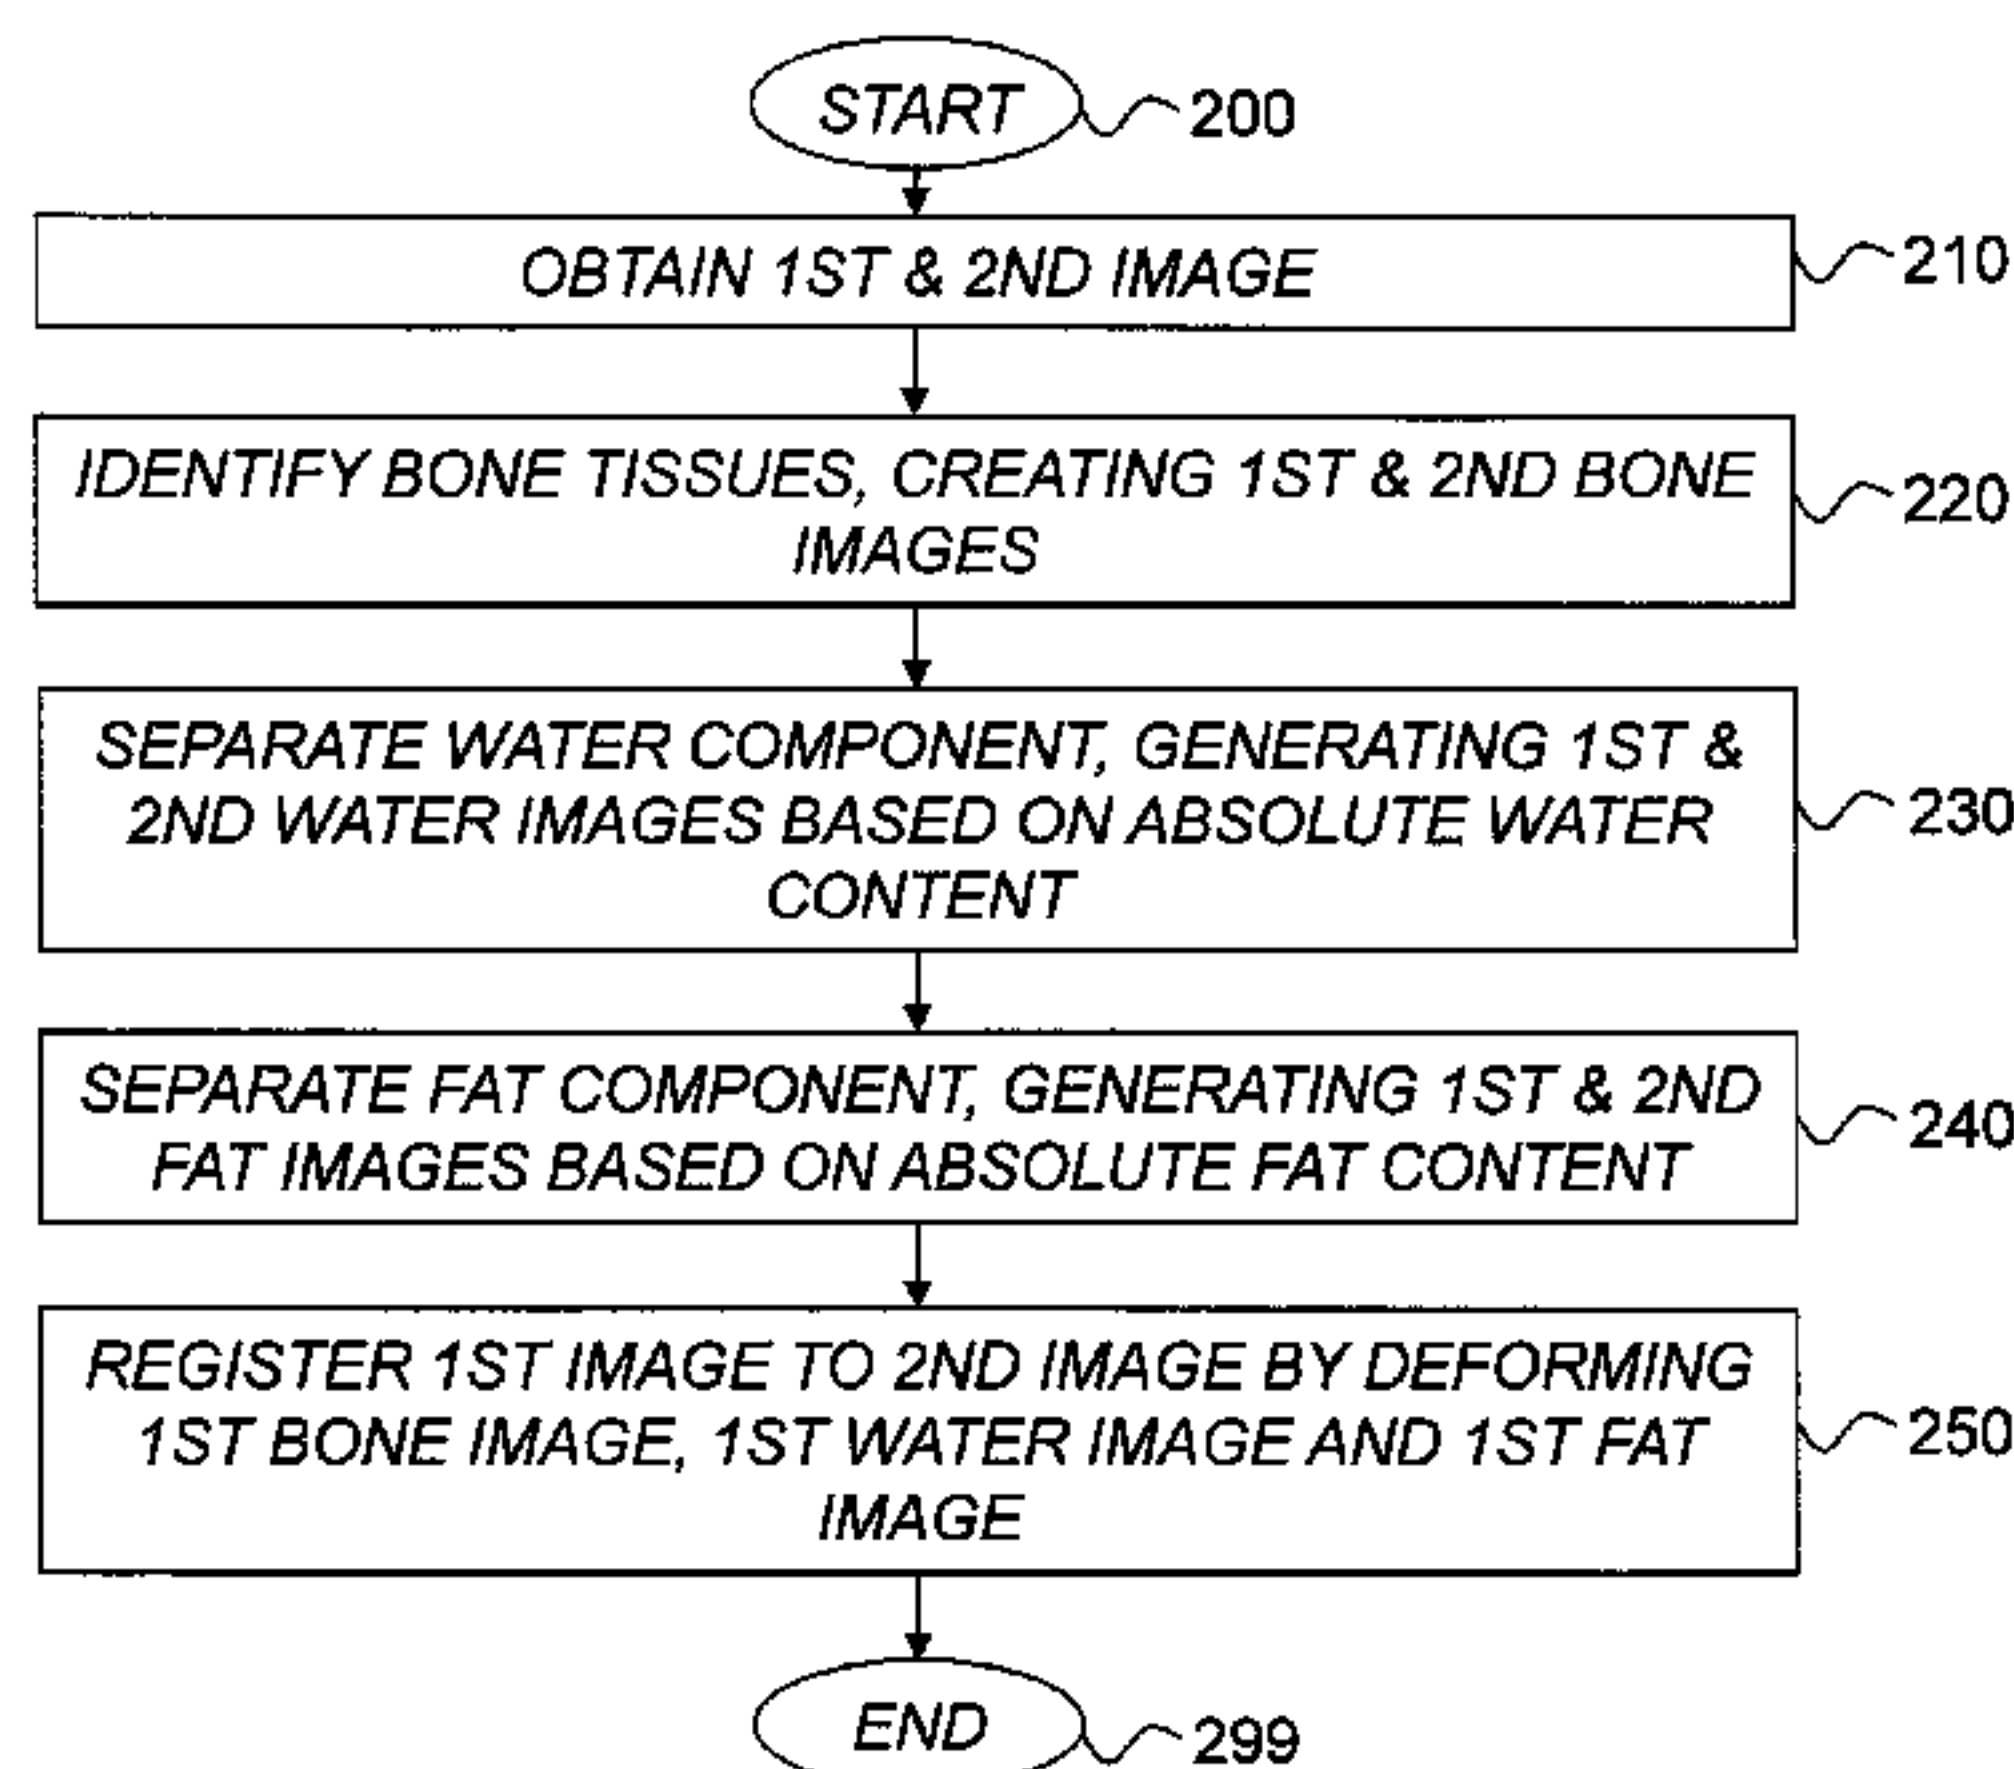 START
200
OBTAIN 1ST & 2ND IMAGE
210
IDENTIFY BONE TISSUES, CREATING 1ST & 2ND BONE
IMAGES
220
SEPARATE WATER COMPONENT, GENERATING 1ST &
2ND WATER IMAGES BASED ON ABSOLUTE WATER
CONTENT
230
SEPARATE FAT COMPONENT, GENERATING 1ST & 2ND
FAT IMAGES BASED ON ABSOLUTE FAT CONTENT
240
REGISTER 1ST IMAGE TO 2ND IMAGE BY DEFORMING
1ST BONE IMAGE, 1ST WATER IMAGE AND 1ST FAT
IMAGE
250
END
299